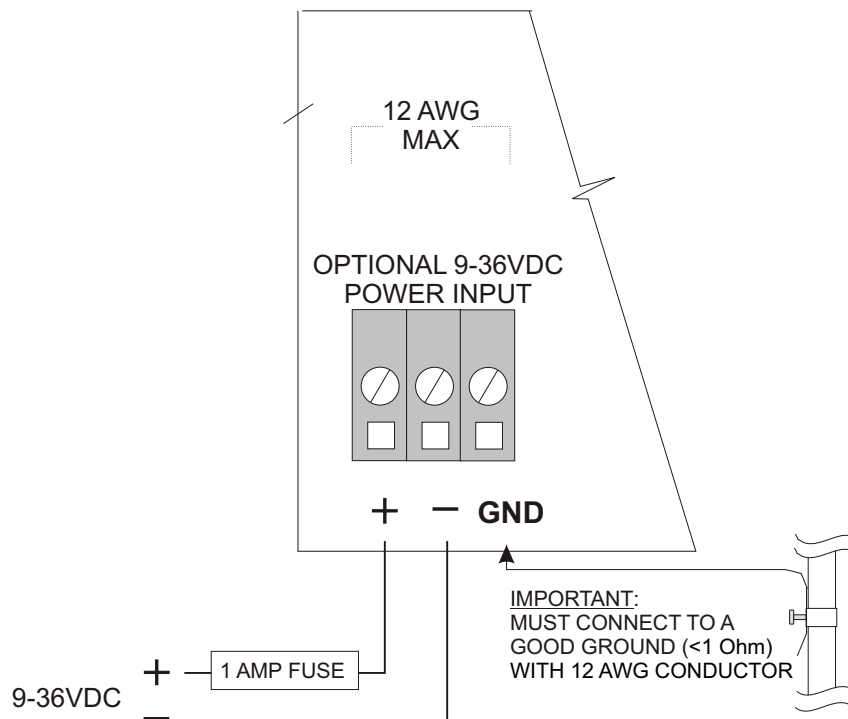 12 AWG
MAX
OPTIONAL 9-36VDC
POWER INPUT
+ − GND
IMPORTANT:
MUST CONNECT TO A
GOOD GROUND (<1 Ohm)
WITH 12 AWG CONDUCTOR
+ 1 AMP FUSE
9-36VDC
−